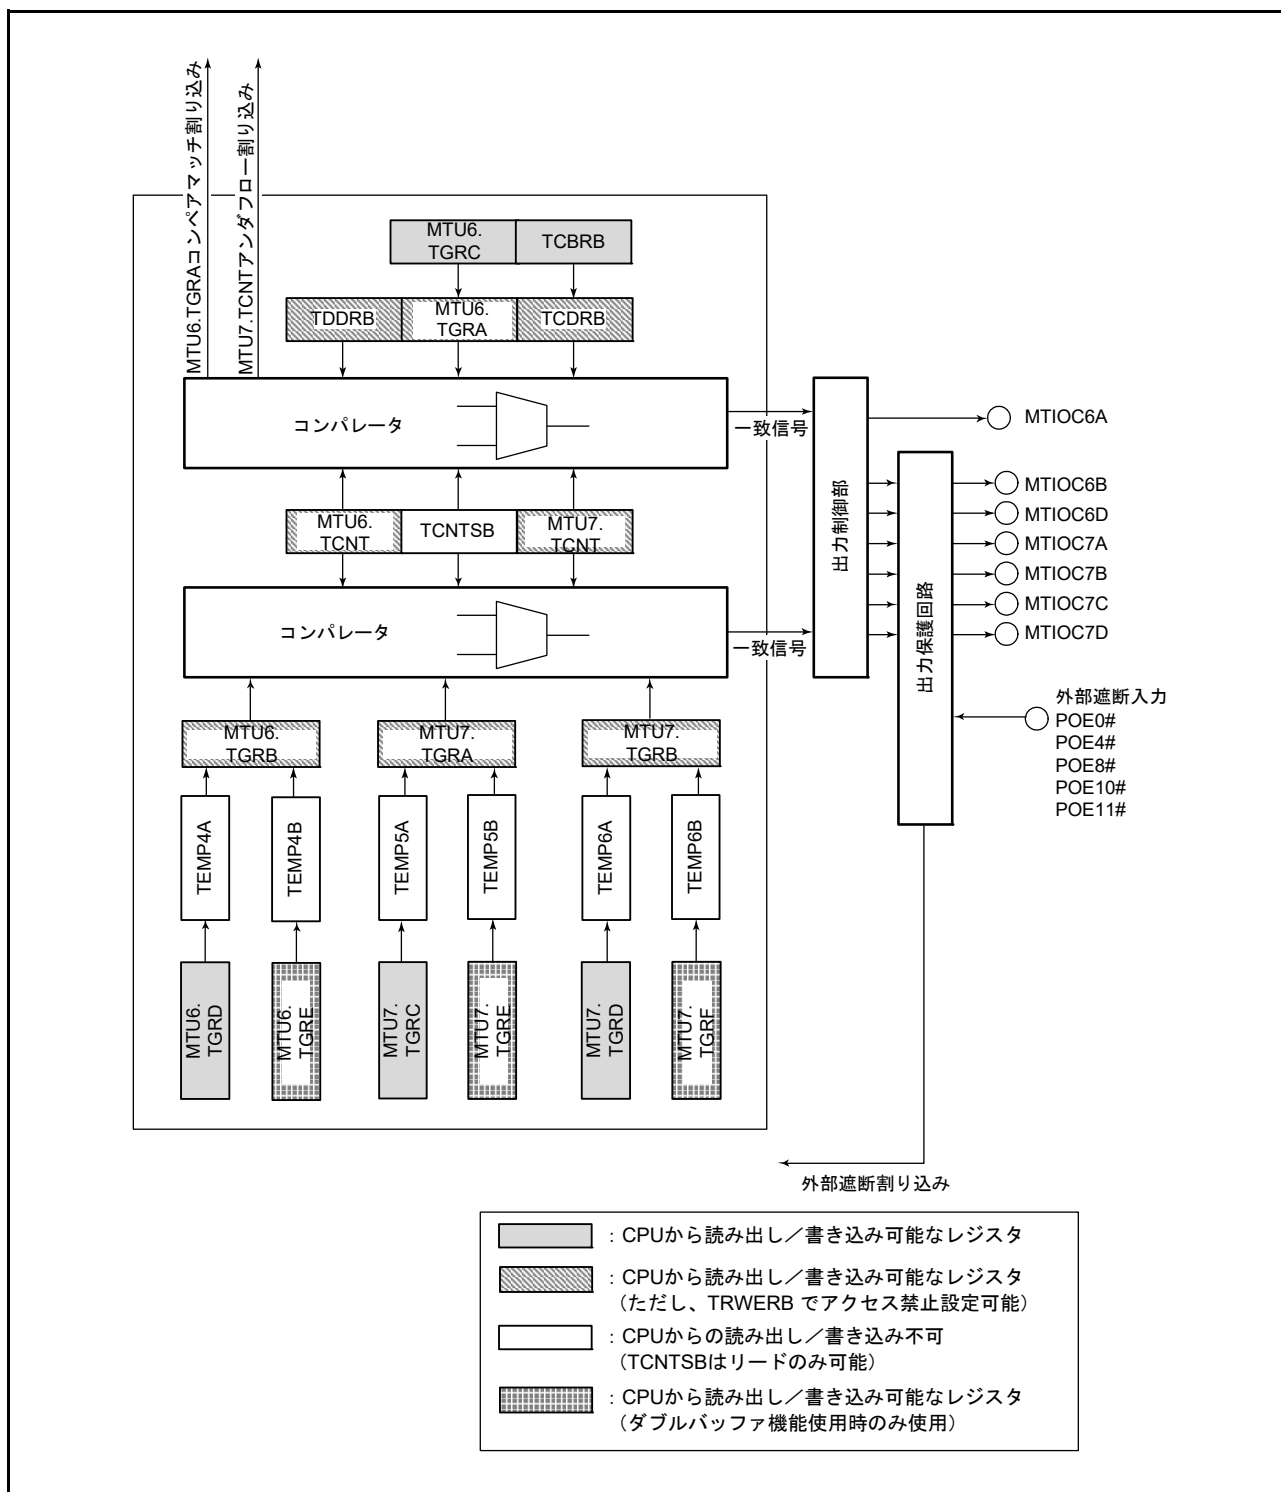 MTU6.TGRAコンペアマッチ割り込み
MTU7.TCNTアンダフロー割り込み
MTU6.
TGRC
TCBRB
TDDRB
MTU6.
TGRA
TCDRB
コンパレータ
一致信号
MTU6.
TCNT
TCNTSB
MTU7.
TCNT
コンパレータ
一致信号
出力制御部
出力保護回路
MTIOC6A
MTIOC6B
MTIOC6D
MTIOC7A
MTIOC7B
MTIOC7C
MTIOC7D
外部遮断入力
POE0#
POE4#
POE8#
POE10#
POE11#
MTU6.
TGRB
MTU7.
TGRA
MTU7.
TGRB
TEMP4A
TEMP4B
TEMP5A
TEMP5B
TEMP6A
TEMP6B
MTU6.
TGRD
MTU6.
TGRE
MTU7.
TGRC
MTU7.
TGRE
MTU7.
TGRD
MTU7.
TGRF
外部遮断割り込み
：CPUから読み出し／書き込み可能なレジスタ
：CPUから読み出し／書き込み可能なレジスタ
（ただし、TRWERB でアクセス禁止設定可能）
：CPUからの読み出し／書き込み不可
（TCNTSBはリードのみ可能）
：CPUから読み出し／書き込み可能なレジスタ
（ダブルバッファ機能使用時のみ使用）